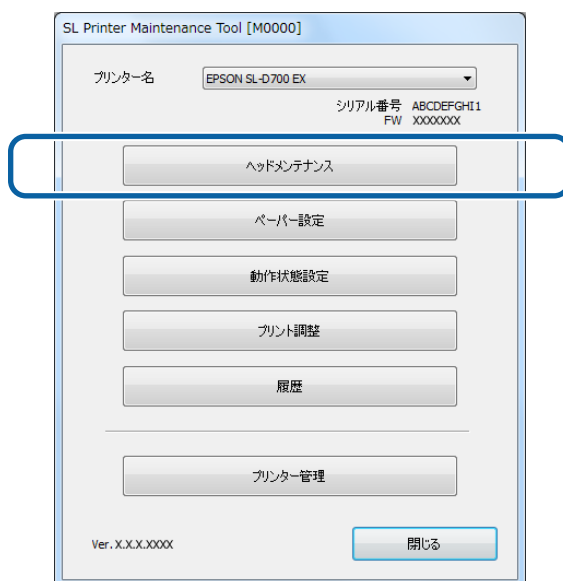 SL Printer Maintenance Tool [M0000]
プリンター名 EPSON SL-D700 EX
シリアル番号 ABCDEFGHI1
FW XXXXXXX
ヘッドメンテナンス
ペーパー設定
動作状態設定
プリント調整
履歴
プリンター管理
Ver.X.X.X.XXXX 閉じる